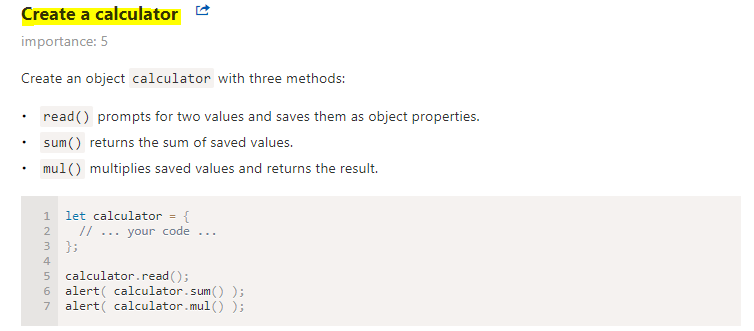 Create a calculator
importance: 5
Create an object calculator with three methods:
• read() prompts for two values and saves them as object properties.
• sum() returns the sum of saved values.
• mul() multiplies saved values and returns the result.
1 let calculator = {
2   // ... your code ...
3 };
4
5 calculator.read();
6 alert( calculator.sum() );
7 alert( calculator.mul() );